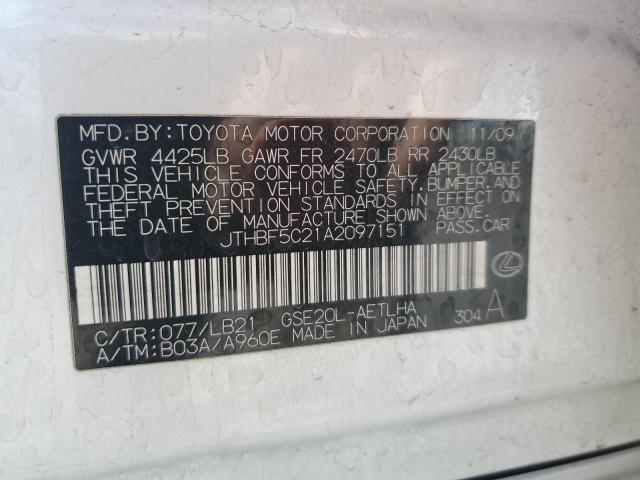 MFD.BY:TOYOTA MOTOR CORPORATION 11/09
GVWR 4425LB GAWR FR 2470LB RR 2430LB
THIS VEHICLE CONFORMS TO ALL APPLICABLE
FEDERAL MOTOR VEHICLE SAFETY,BUMPER,AND
THEFT PREVENTION STANDARDS IN EFFECT ON
THE DATE OF MANUFACTURE SHOWN ABOVE.
JTHBF5C21A2097151 PASS.CAR
C/TR:077/LB21 GSE20L-AETLHA 304 A
A/TM:B03A/A960E MADE IN JAPAN